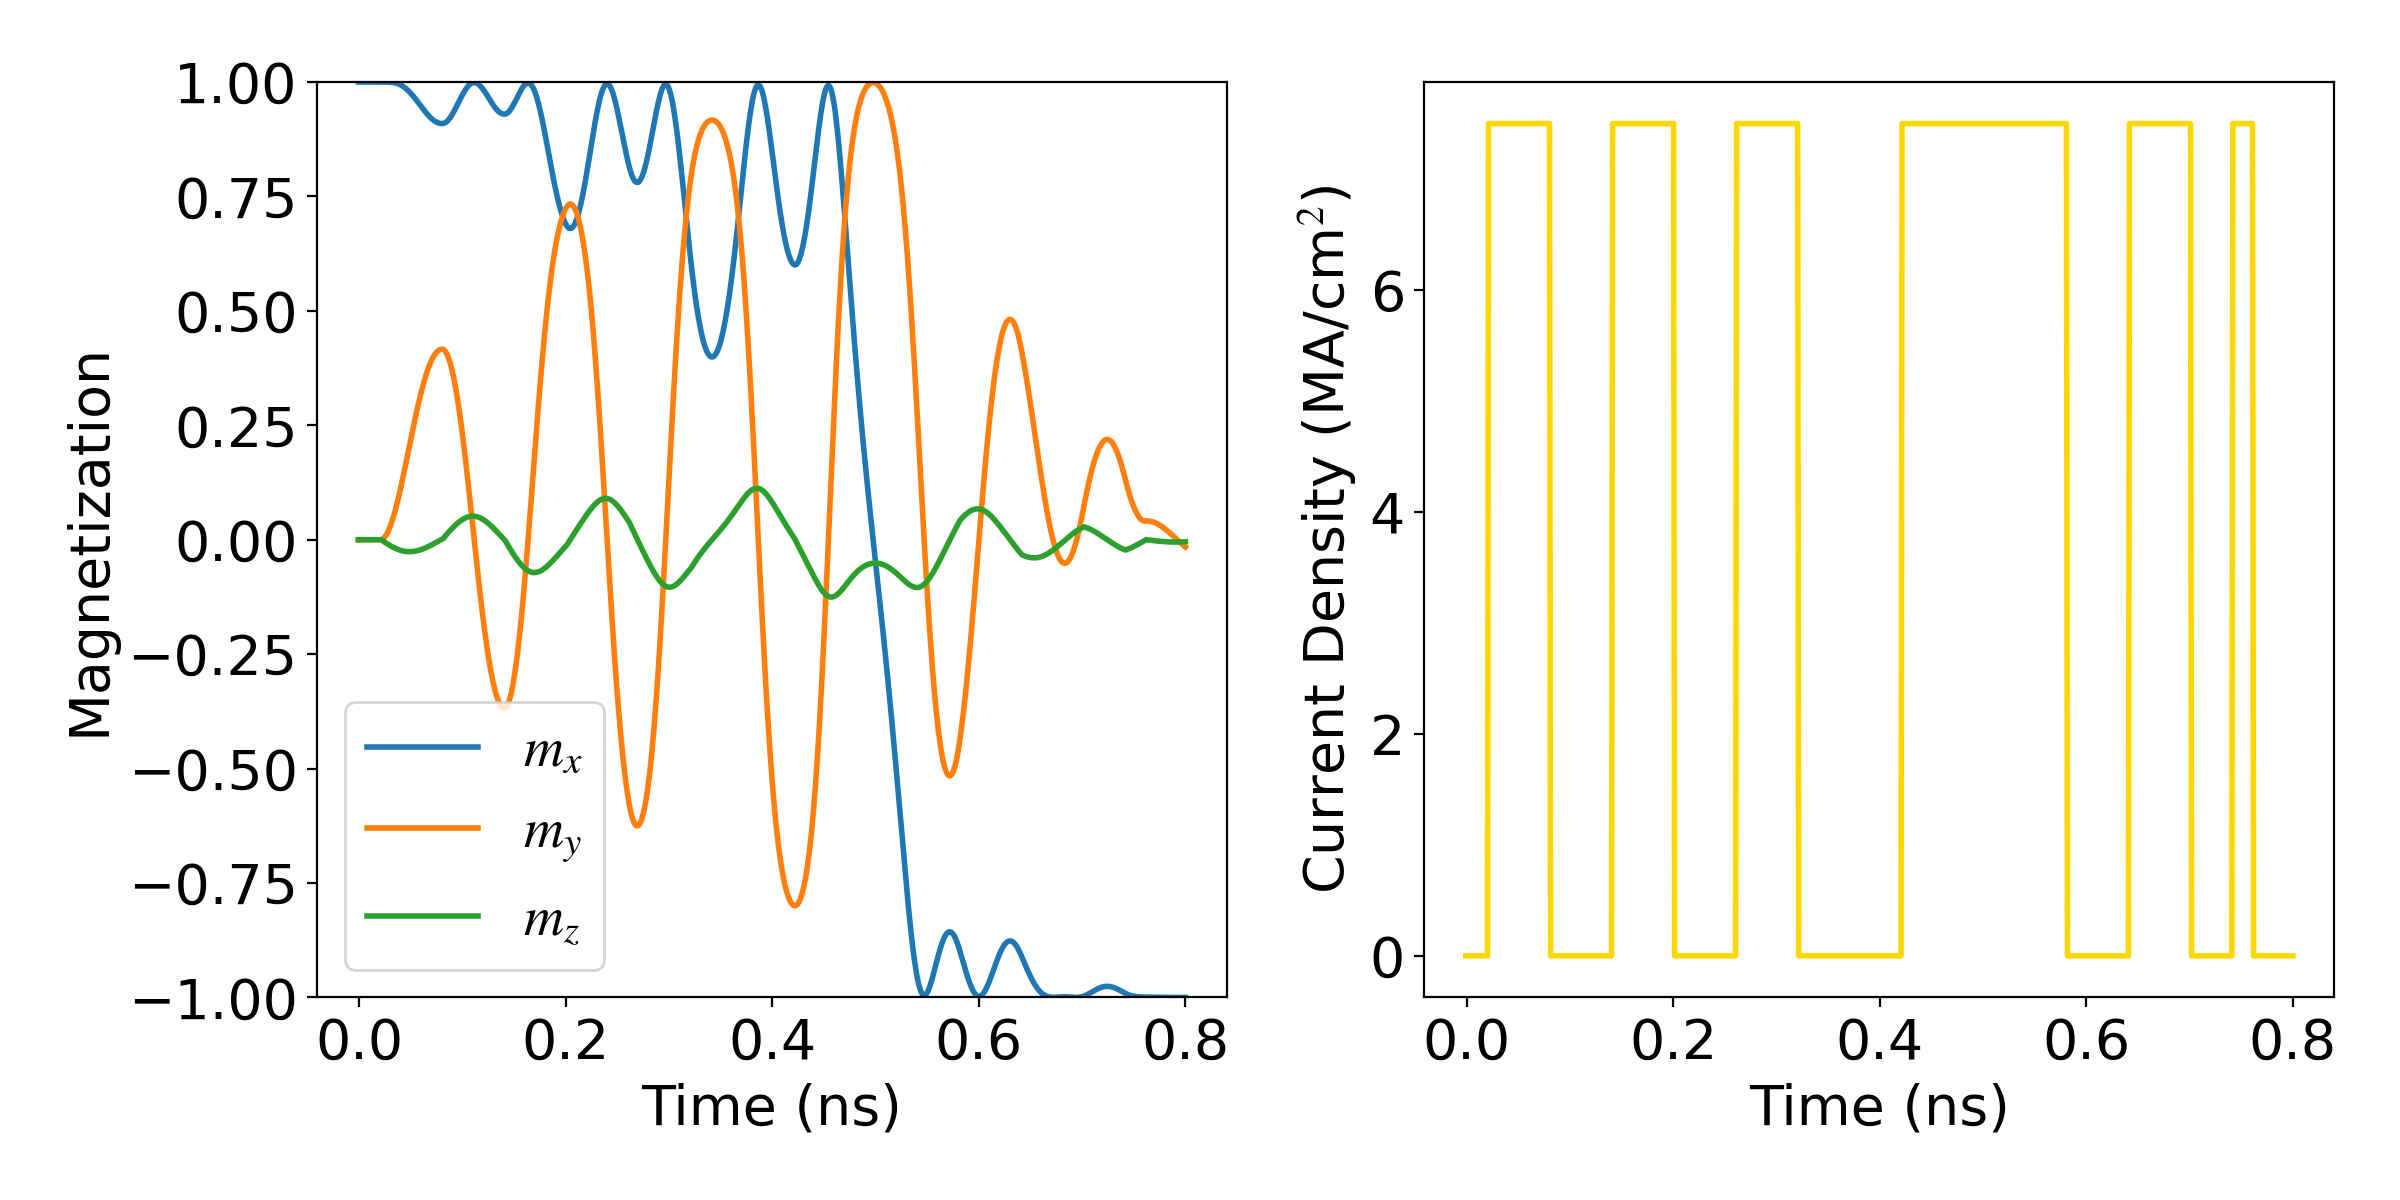 Magnetization
1.00
0.75
0.50
0.25
0.00
−0.25
−0.50
−0.75
−1.00
m_x
m_y
m_z
0.0 0.2 0.4 0.6 0.8
Time (ns)
Current Density (MA/cm²)
6
4
2
0
0.0 0.2 0.4 0.6 0.8
Time (ns)